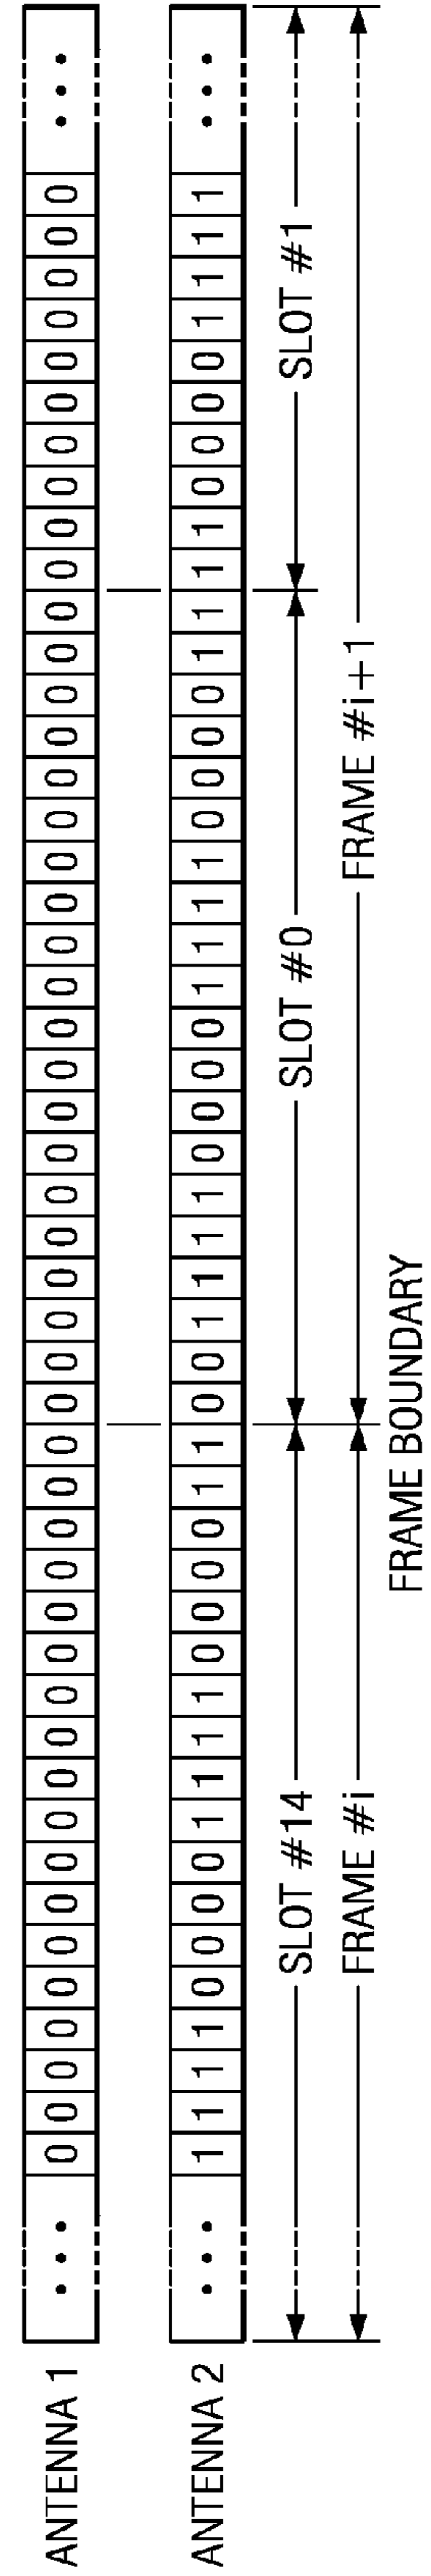 ANTENNA 1 ••• 0 0 0 0 0 0 0 0 0 0 0 0 0 0 0 0 0 0 0 0 0 0 0 0 0 0 0 0 0 0 0 0 0 0 0 0 0 0 0 0 0 0 0 0 0 0 0 0 •••
ANTENNA 2 ••• 1 1 1 1 0 0 0 0 1 1 1 1 0 0 0 0 1 1 0 0 1 1 1 1 0 0 0 0 1 1 1 1 0 0 0 0 1 1 1 1 0 0 0 0 1 1 1 1 •••
SLOT #14 SLOT #0 SLOT #1
FRAME #i FRAME #i+1
FRAME BOUNDARY